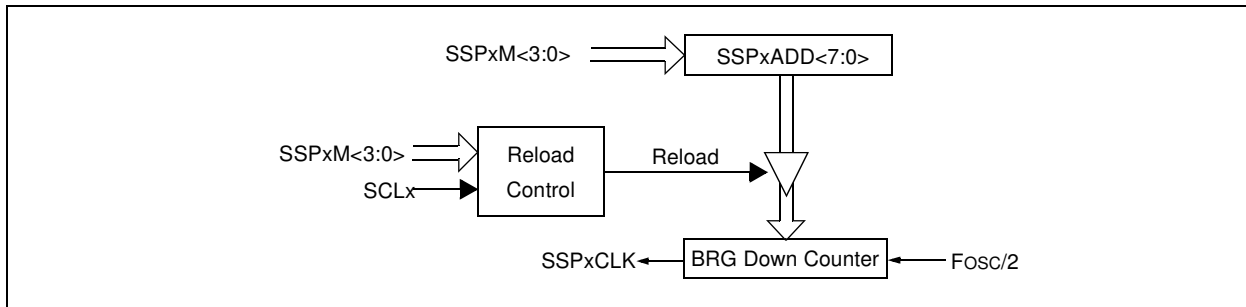 SSPxM<3:0>
SSPxADD<7:0>
SSPxM<3:0>
SCLx
Reload
Control
Reload
SSPxCLK
BRG Down Counter
FOSC/2